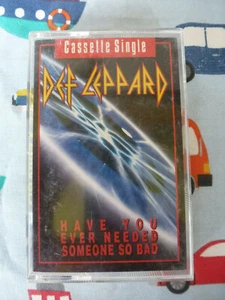 Cassette Single
DEF LEPPARD
HAVE YOU
EVER NEEDED
SOMEONE SO BAD